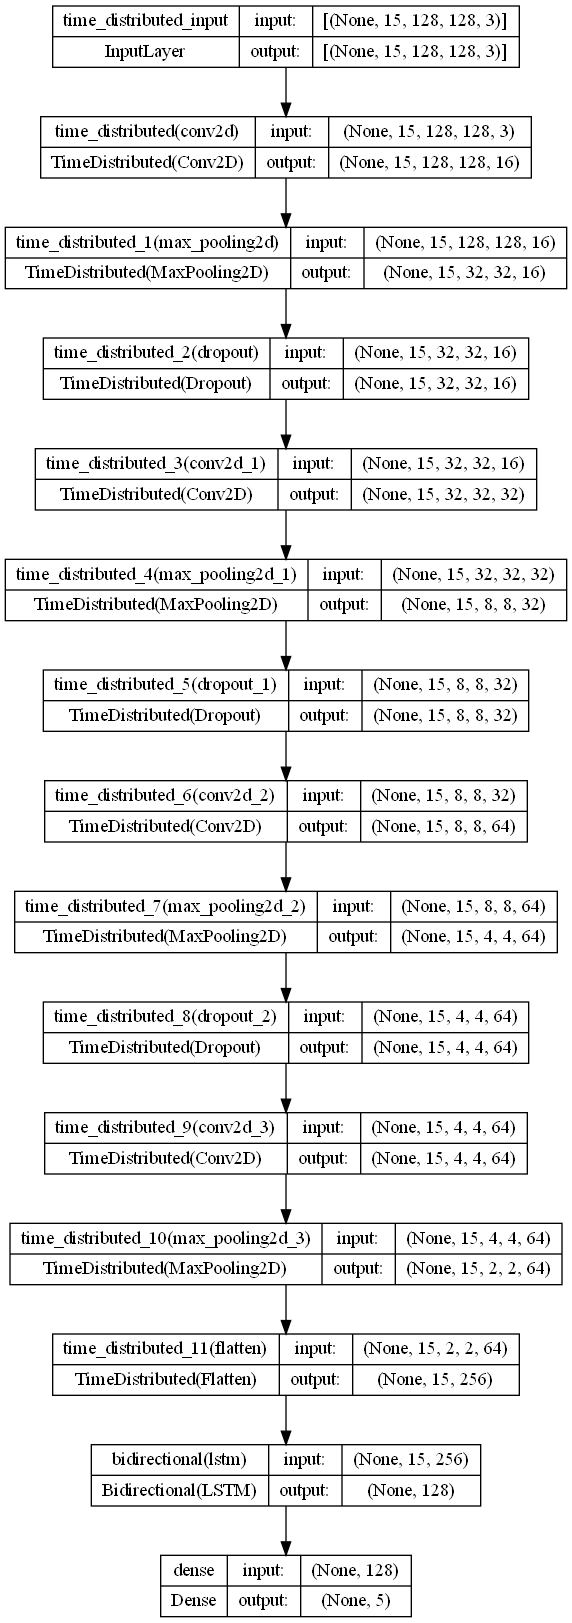 time_distributed_input input: [(None, 15, 128, 128, 3)]
InputLayer output: [(None, 15, 128, 128, 3)]
time_distributed(conv2d) input: (None, 15, 128, 128, 3)
TimeDistributed(Conv2D) output: (None, 15, 128, 128, 16)
time_distributed_1(max_pooling2d) input: (None, 15, 128, 128, 16)
TimeDistributed(MaxPooling2D) output: (None, 15, 32, 32, 16)
time_distributed_2(dropout) input: (None, 15, 32, 32, 16)
TimeDistributed(Dropout) output: (None, 15, 32, 32, 16)
time_distributed_3(conv2d_1) input: (None, 15, 32, 32, 16)
TimeDistributed(Conv2D) output: (None, 15, 32, 32, 32)
time_distributed_4(max_pooling2d_1) input: (None, 15, 32, 32, 32)
TimeDistributed(MaxPooling2D) output: (None, 15, 8, 8, 32)
time_distributed_5(dropout_1) input: (None, 15, 8, 8, 32)
TimeDistributed(Dropout) output: (None, 15, 8, 8, 32)
time_distributed_6(conv2d_2) input: (None, 15, 8, 8, 32)
TimeDistributed(Conv2D) output: (None, 15, 8, 8, 64)
time_distributed_7(max_pooling2d_2) input: (None, 15, 8, 8, 64)
TimeDistributed(MaxPooling2D) output: (None, 15, 4, 4, 64)
time_distributed_8(dropout_2) input: (None, 15, 4, 4, 64)
TimeDistributed(Dropout) output: (None, 15, 4, 4, 64)
time_distributed_9(conv2d_3) input: (None, 15, 4, 4, 64)
TimeDistributed(Conv2D) output: (None, 15, 4, 4, 64)
time_distributed_10(max_pooling2d_3) input: (None, 15, 4, 4, 64)
TimeDistributed(MaxPooling2D) output: (None, 15, 2, 2, 64)
time_distributed_11(flatten) input: (None, 15, 2, 2, 64)
TimeDistributed(Flatten) output: (None, 15, 256)
bidirectional(lstm) input: (None, 15, 256)
Bidirectional(LSTM) output: (None, 128)
dense input: (None, 128)
Dense output: (None, 5)